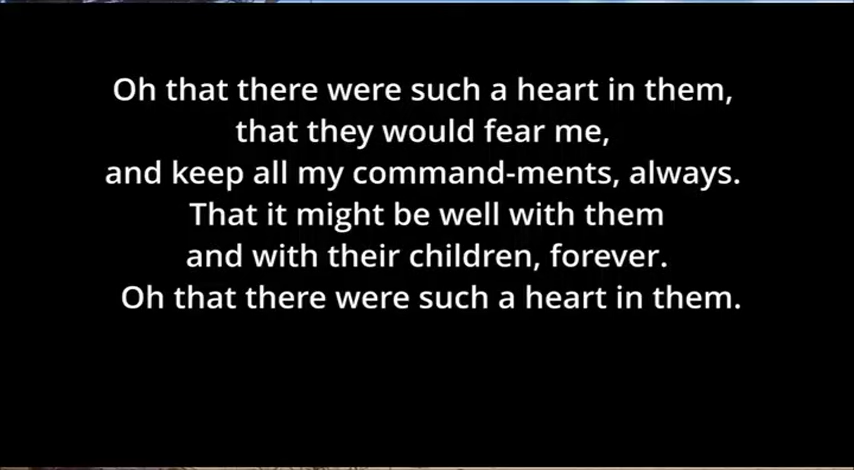 Oh that there were such a heart in them,
that they would fear me,
and keep all my command-ments, always.
That it might be well with them
and with their children, forever.
Oh that there were such a heart in them.